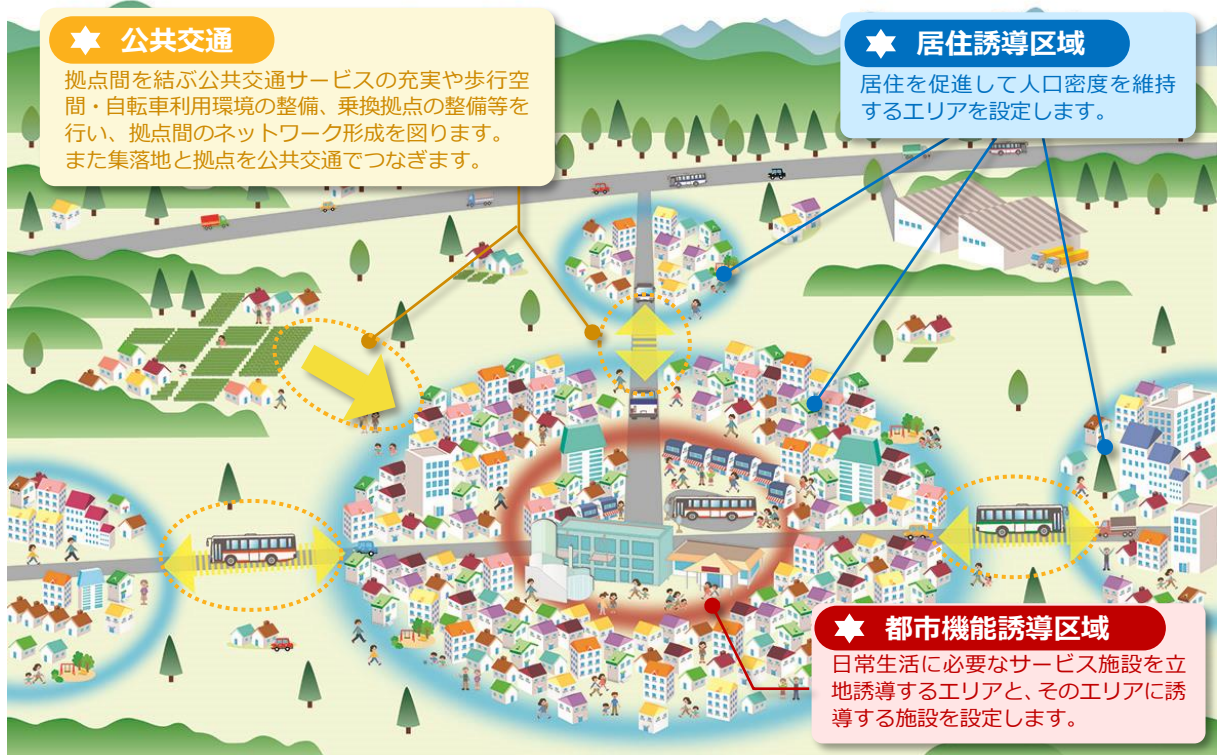 公共交通
拠点間を結ぶ公共交通サービスの充実や歩行空
間・自転車利用環境の整備、乗換拠点の整備等を
行い、拠点間のネットワーク形成を図ります。
また集落地と拠点を公共交通でつなぎます。
居住誘導区域
居住を促進して人口密度を維持
するエリアを設定します。
都市機能誘導区域
日常生活に必要なサービス施設を立
地誘導するエリアと、そのエリアに誘
導する施設を設定します。